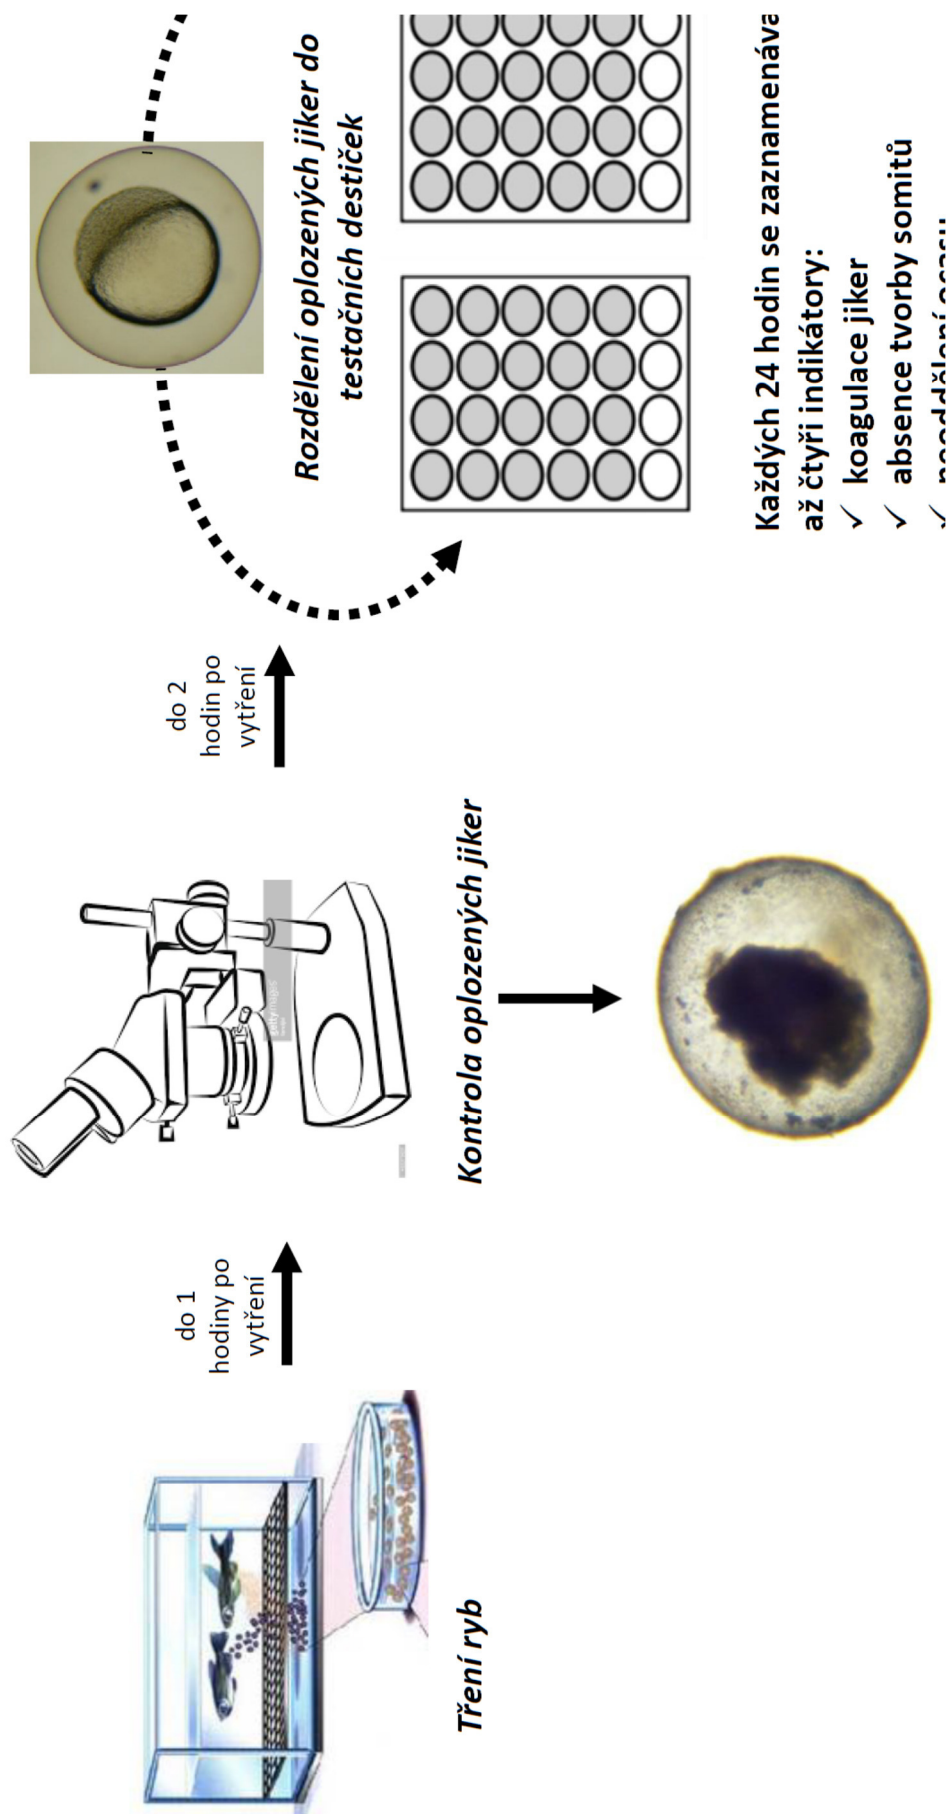 Tření ryb
do 1
hodiny po
vytření
Kontrola oplozených jiker
do 2
hodin po
vytření
Rozdělení oplozených jiker do
testačních destiček
Každých 24 hodin se zaznamenáva
až čtyři indikátory:
✓ koagulace jiker
✓ absence tvorby somitů
✓
gettyimages